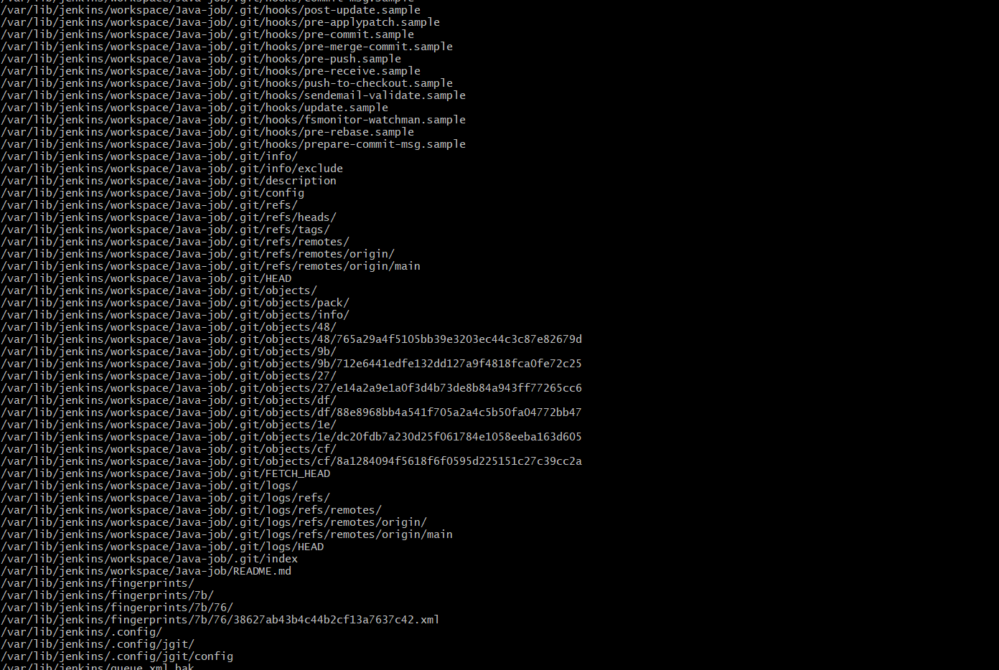 /var/lib/jenkins/workspace/Java-job/.git/hooks/commit-msg.sample
/var/lib/jenkins/workspace/Java-job/.git/hooks/post-update.sample
/var/lib/jenkins/workspace/Java-job/.git/hooks/pre-applypatch.sample
/var/lib/jenkins/workspace/Java-job/.git/hooks/pre-commit.sample
/var/lib/jenkins/workspace/Java-job/.git/hooks/pre-merge-commit.sample
/var/lib/jenkins/workspace/Java-job/.git/hooks/pre-push.sample
/var/lib/jenkins/workspace/Java-job/.git/hooks/pre-receive.sample
/var/lib/jenkins/workspace/Java-job/.git/hooks/push-to-checkout.sample
/var/lib/jenkins/workspace/Java-job/.git/hooks/sendemail-validate.sample
/var/lib/jenkins/workspace/Java-job/.git/hooks/update.sample
/var/lib/jenkins/workspace/Java-job/.git/hooks/fsmonitor-watchman.sample
/var/lib/jenkins/workspace/Java-job/.git/hooks/pre-rebase.sample
/var/lib/jenkins/workspace/Java-job/.git/hooks/prepare-commit-msg.sample
/var/lib/jenkins/workspace/Java-job/.git/info/
/var/lib/jenkins/workspace/Java-job/.git/info/exclude
/var/lib/jenkins/workspace/Java-job/.git/description
/var/lib/jenkins/workspace/Java-job/.git/config
/var/lib/jenkins/workspace/Java-job/.git/refs/
/var/lib/jenkins/workspace/Java-job/.git/refs/heads/
/var/lib/jenkins/workspace/Java-job/.git/refs/tags/
/var/lib/jenkins/workspace/Java-job/.git/refs/remotes/
/var/lib/jenkins/workspace/Java-job/.git/refs/remotes/origin/
/var/lib/jenkins/workspace/Java-job/.git/refs/remotes/origin/main
/var/lib/jenkins/workspace/Java-job/.git/HEAD
/var/lib/jenkins/workspace/Java-job/.git/objects/
/var/lib/jenkins/workspace/Java-job/.git/objects/pack/
/var/lib/jenkins/workspace/Java-job/.git/objects/info/
/var/lib/jenkins/workspace/Java-job/.git/objects/48/
/var/lib/jenkins/workspace/Java-job/.git/objects/48/765a29a4f5105bb39e3203ec44c3c87e82679d
/var/lib/jenkins/workspace/Java-job/.git/objects/9b/
/var/lib/jenkins/workspace/Java-job/.git/objects/9b/712e6441edfe132dd127a9f4818fca0fe72c25
/var/lib/jenkins/workspace/Java-job/.git/objects/27/
/var/lib/jenkins/workspace/Java-job/.git/objects/27/e14a2a9e1a0f3d4b73de8b84a943ff77265cc6
/var/lib/jenkins/workspace/Java-job/.git/objects/df/
/var/lib/jenkins/workspace/Java-job/.git/objects/df/88e8968bb4a541f705a2a4c5b50fa04772bb47
/var/lib/jenkins/workspace/Java-job/.git/objects/1e/
/var/lib/jenkins/workspace/Java-job/.git/objects/1e/dc20fdb7a230d25f061784e1058eeba163d605
/var/lib/jenkins/workspace/Java-job/.git/objects/cf/
/var/lib/jenkins/workspace/Java-job/.git/objects/cf/8a1284094f5618f6f0595d225151c27c39cc2a
/var/lib/jenkins/workspace/Java-job/.git/FETCH_HEAD
/var/lib/jenkins/workspace/Java-job/.git/logs/
/var/lib/jenkins/workspace/Java-job/.git/logs/refs/
/var/lib/jenkins/workspace/Java-job/.git/logs/refs/remotes/
/var/lib/jenkins/workspace/Java-job/.git/logs/refs/remotes/origin/
/var/lib/jenkins/workspace/Java-job/.git/logs/refs/remotes/origin/main
/var/lib/jenkins/workspace/Java-job/.git/logs/HEAD
/var/lib/jenkins/workspace/Java-job/.git/index
/var/lib/jenkins/workspace/Java-job/README.md
/var/lib/jenkins/fingerprints/
/var/lib/jenkins/fingerprints/7b/
/var/lib/jenkins/fingerprints/7b/76/
/var/lib/jenkins/fingerprints/7b/76/38627ab43b4c44b2cf13a7637c42.xml
/var/lib/jenkins/.config/
/var/lib/jenkins/.config/jgit/
/var/lib/jenkins/.config/jgit/config
/var/lib/jenkins/queue.xml.bak